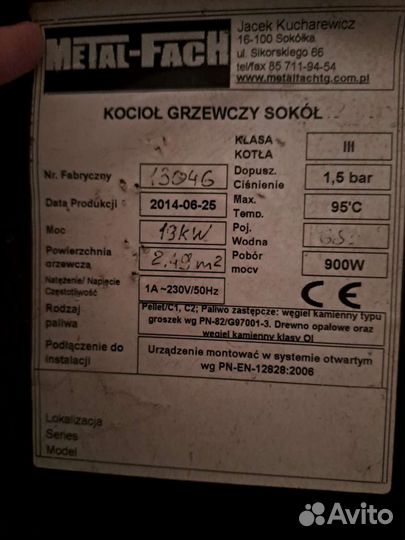 METAL-FACH
Jacek Kucharewicz
16-100 Sokółka
ul. Sikorskiego 66
tel/fax 85 711-94-54
www.metalfachtg.com.pl
KOCIOŁ GRZEWCZY SOKÓŁ
KLASA KOTŁA III
Nr. Fabryczny 13046
Dopusz. Ciśnienie 1,5 bar
Data Produkcji 2014-06-25
Max. Temp. 95°C
Moc 13kW
Poj. Wodna
Powierzchnia grzewcza 2.49 m2
Pobór mocy 900W
Natężenie/ Napięcie Częstotliwość 1A ~230V/50Hz
CE
Rodzaj paliwa
Pellet/C1, C2; Paliwo zastępcze: węgiel kamienny typu
groszek wg PN-82/G97001-3. Drewno opałowe oraz
węgiel kamienny klasy OI
Podłączenie do instalacji
Urządzenie montować w systemie otwartym
wg PN-EN-12828:2006
Lokalizacja
Series
Model
Avito